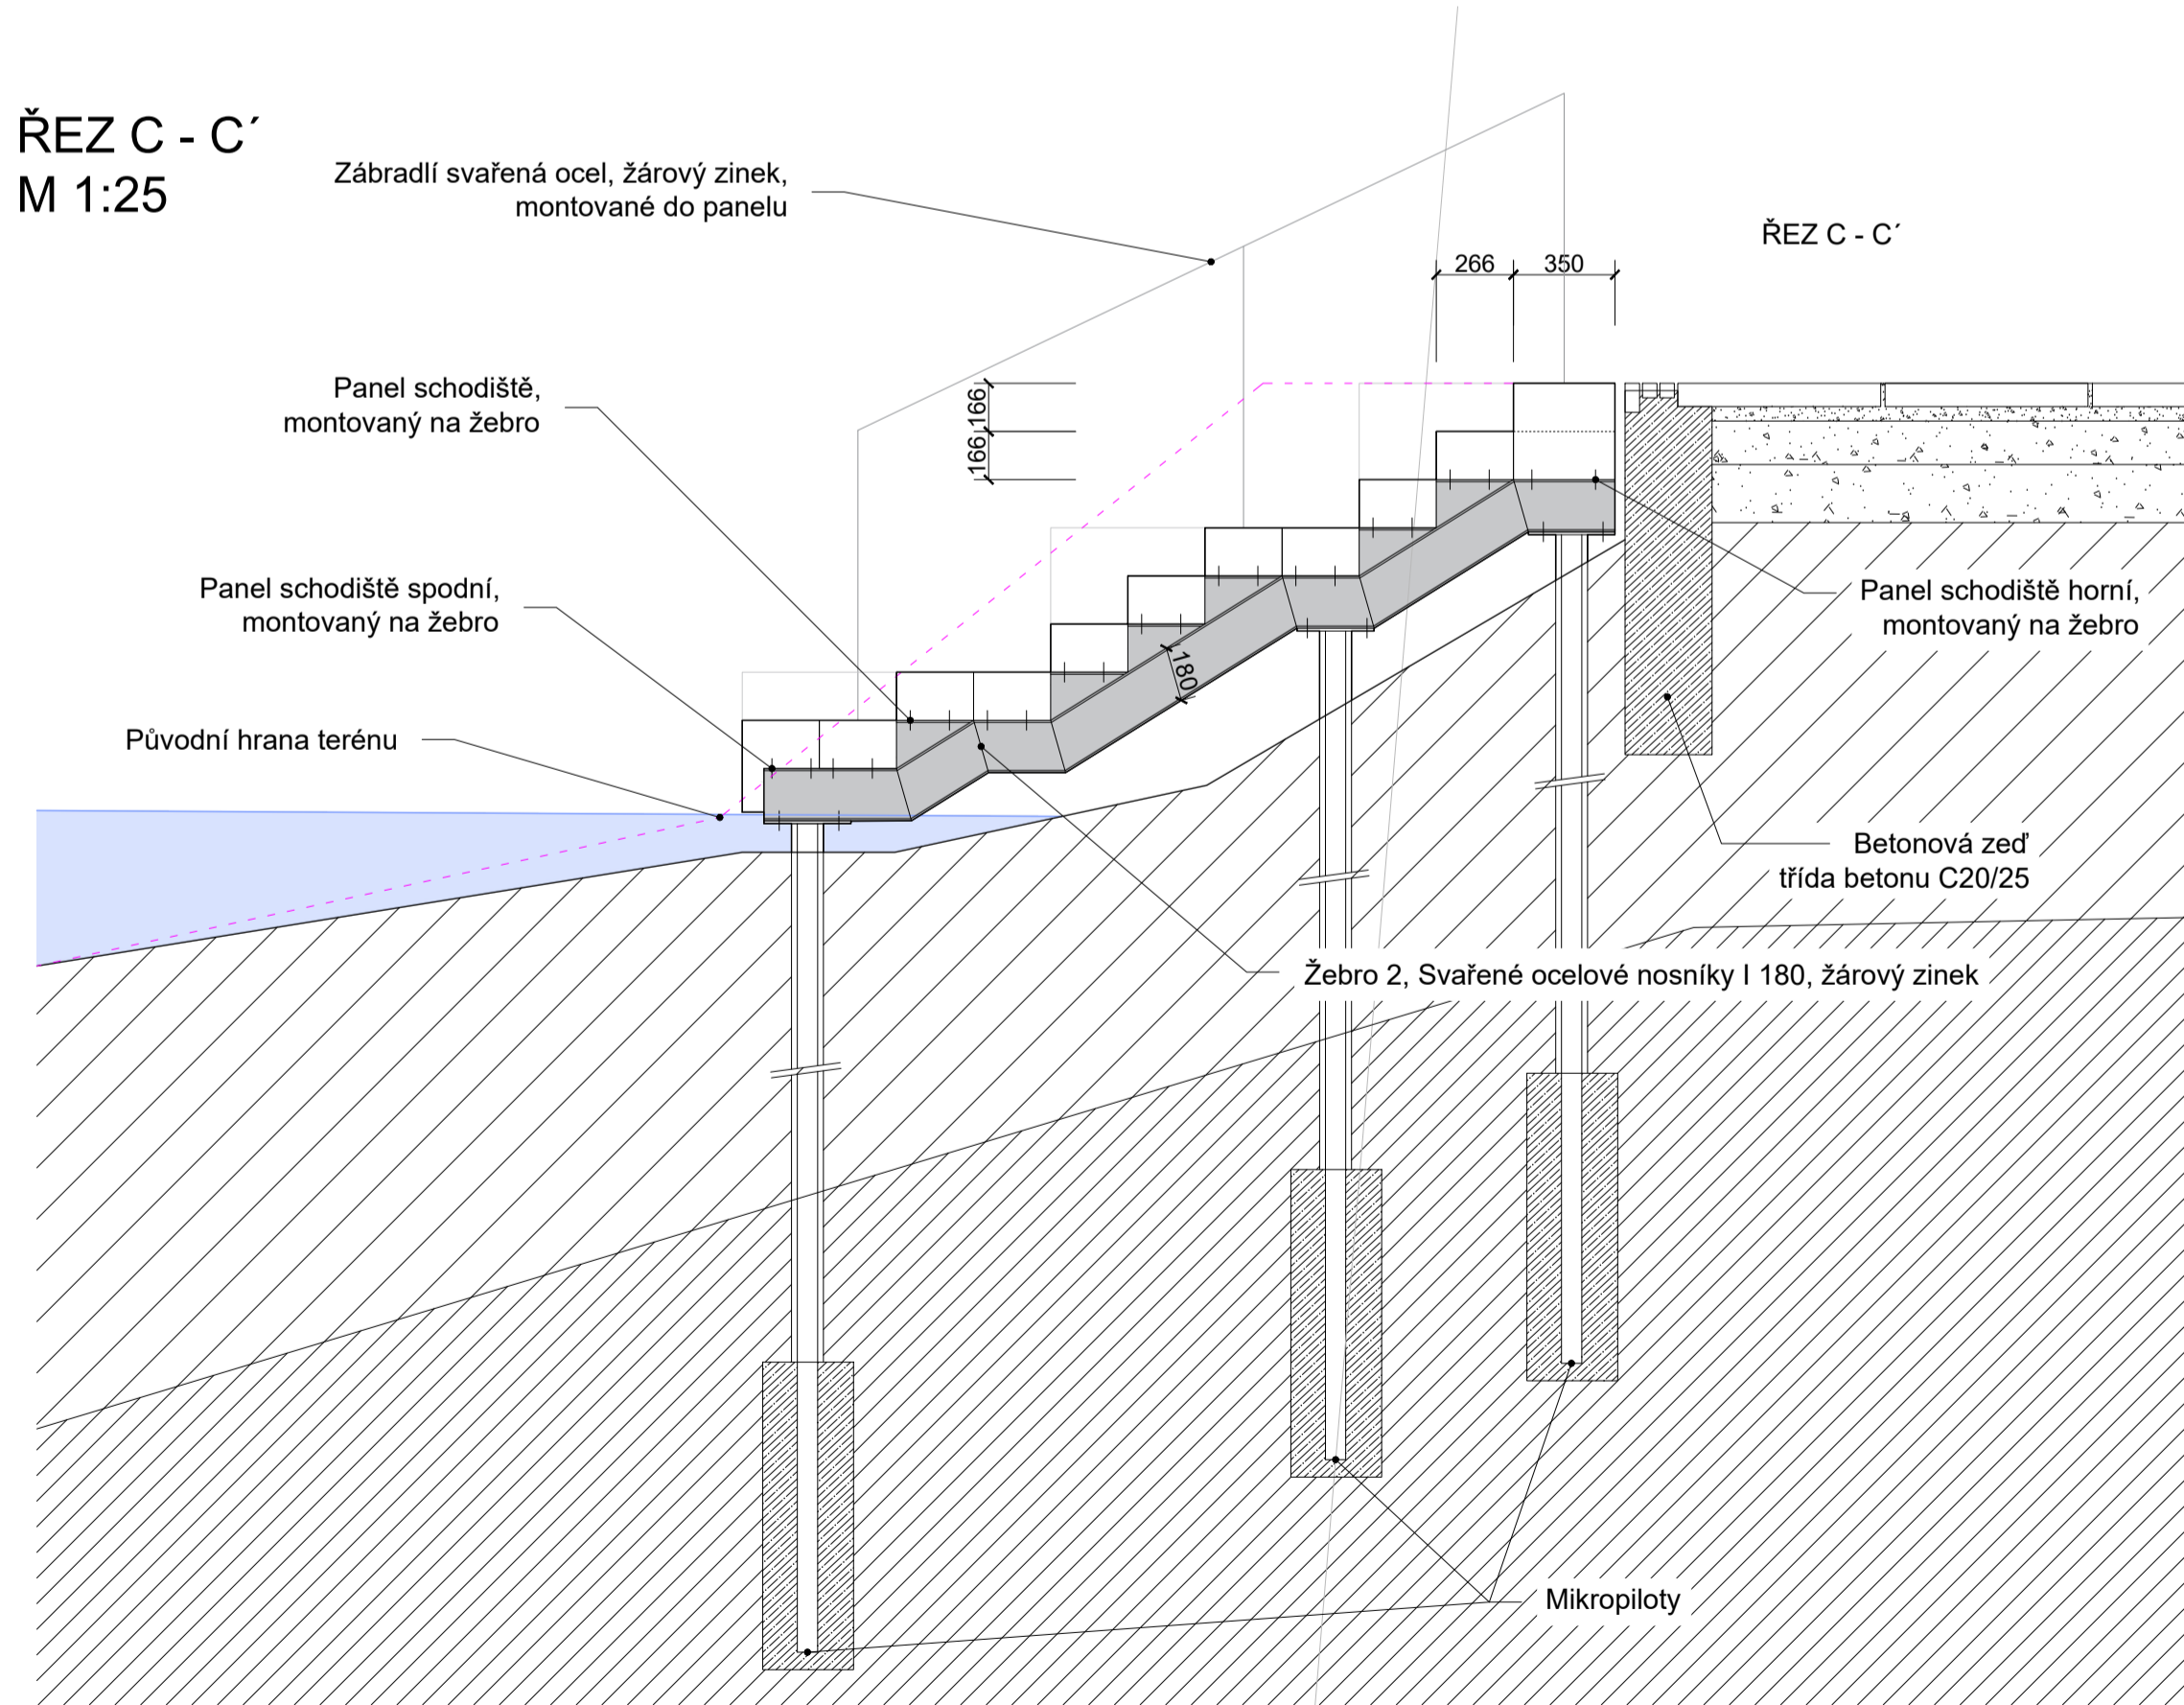 ŘEZ C - C´
M 1:25
Zábradlí svařená ocel, žárový zinek,
montované do panelu
ŘEZ C - C´
266
350
Panel schodiště,
montovaný na žebro
166
166
Panel schodiště spodní,
montovaný na žebro
Panel schodiště horní,
montovaný na žebro
180
Původní hrana terénu
Betonová zeď
třída betonu C20/25
Žebro 2, Svařené ocelové nosníky I 180, žárový zinek
Mikropiloty